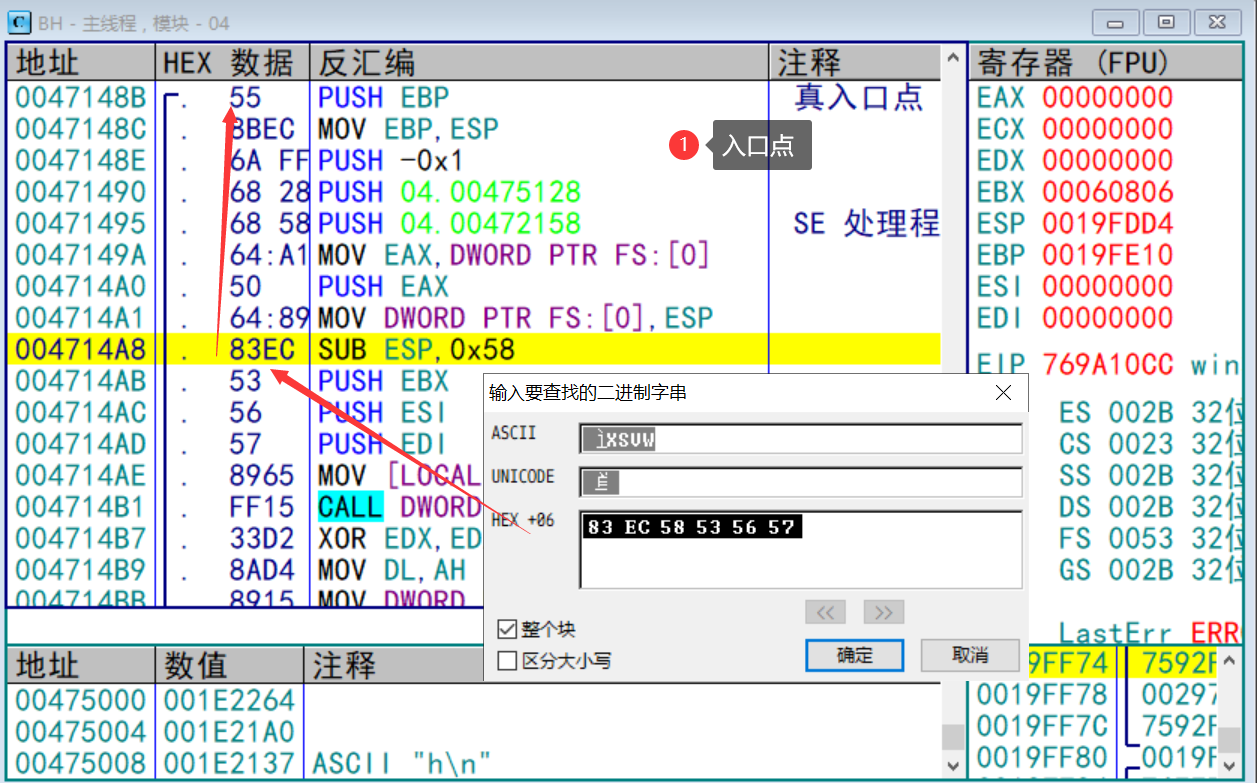 BH - 主线程, 模块 - 04
地址 HEX 数据 反汇编 注释
0047148B . 55 PUSH EBP 真入口点
0047148C . 8BEC MOV EBP,ESP
0047148E . 6A FF PUSH -0x1
00471490 . 68 28 PUSH 04.00475128
00471495 . 68 58 PUSH 04.00472158 SE 处理程
0047149A . 64:A1 MOV EAX,DWORD PTR FS:[0]
004714A0 . 50 PUSH EAX
004714A1 . 64:89 MOV DWORD PTR FS:[0],ESP
004714A8 . 83EC SUB ESP,0x58
004714AB . 53 PUSH EBX
004714AC . 56 PUSH ESI
004714AD . 57 PUSH EDI
004714AE . 8965 MOV [LOCAL
004714B1 . FF15 CALL DWORD
004714B7 . 33D2 XOR EDX,ED
004714B9 . 8AD4 MOV DL,AH
004714BB . 8915 MOV DWORD
1 入口点
寄存器 (FPU)
EAX 00000000
ECX 00000000
EDX 00000000
EBX 00060806
ESP 0019FDD4
EBP 0019FE10
ESI 00000000
EDI 00000000
EIP 769A10CC win
ES 002B 32位
CS 0023 32位
SS 002B 32位
DS 002B 32位
FS 0053 32位
GS 002B 32位
LastErr ERR
输入要查找的二进制字串
ASCII ìXSVW
UNICODE
HEX +06 83 EC 58 53 56 57
<< >>
整个块
区分大小写
确定 取消
地址 数值 注释
00475000 001E2264
00475004 001E21A0
00475008 001E2137 ASCII "h\n"
9FF74 7592F
0019FF78 00297
0019FF7C 7592F
0019FF80 0019F